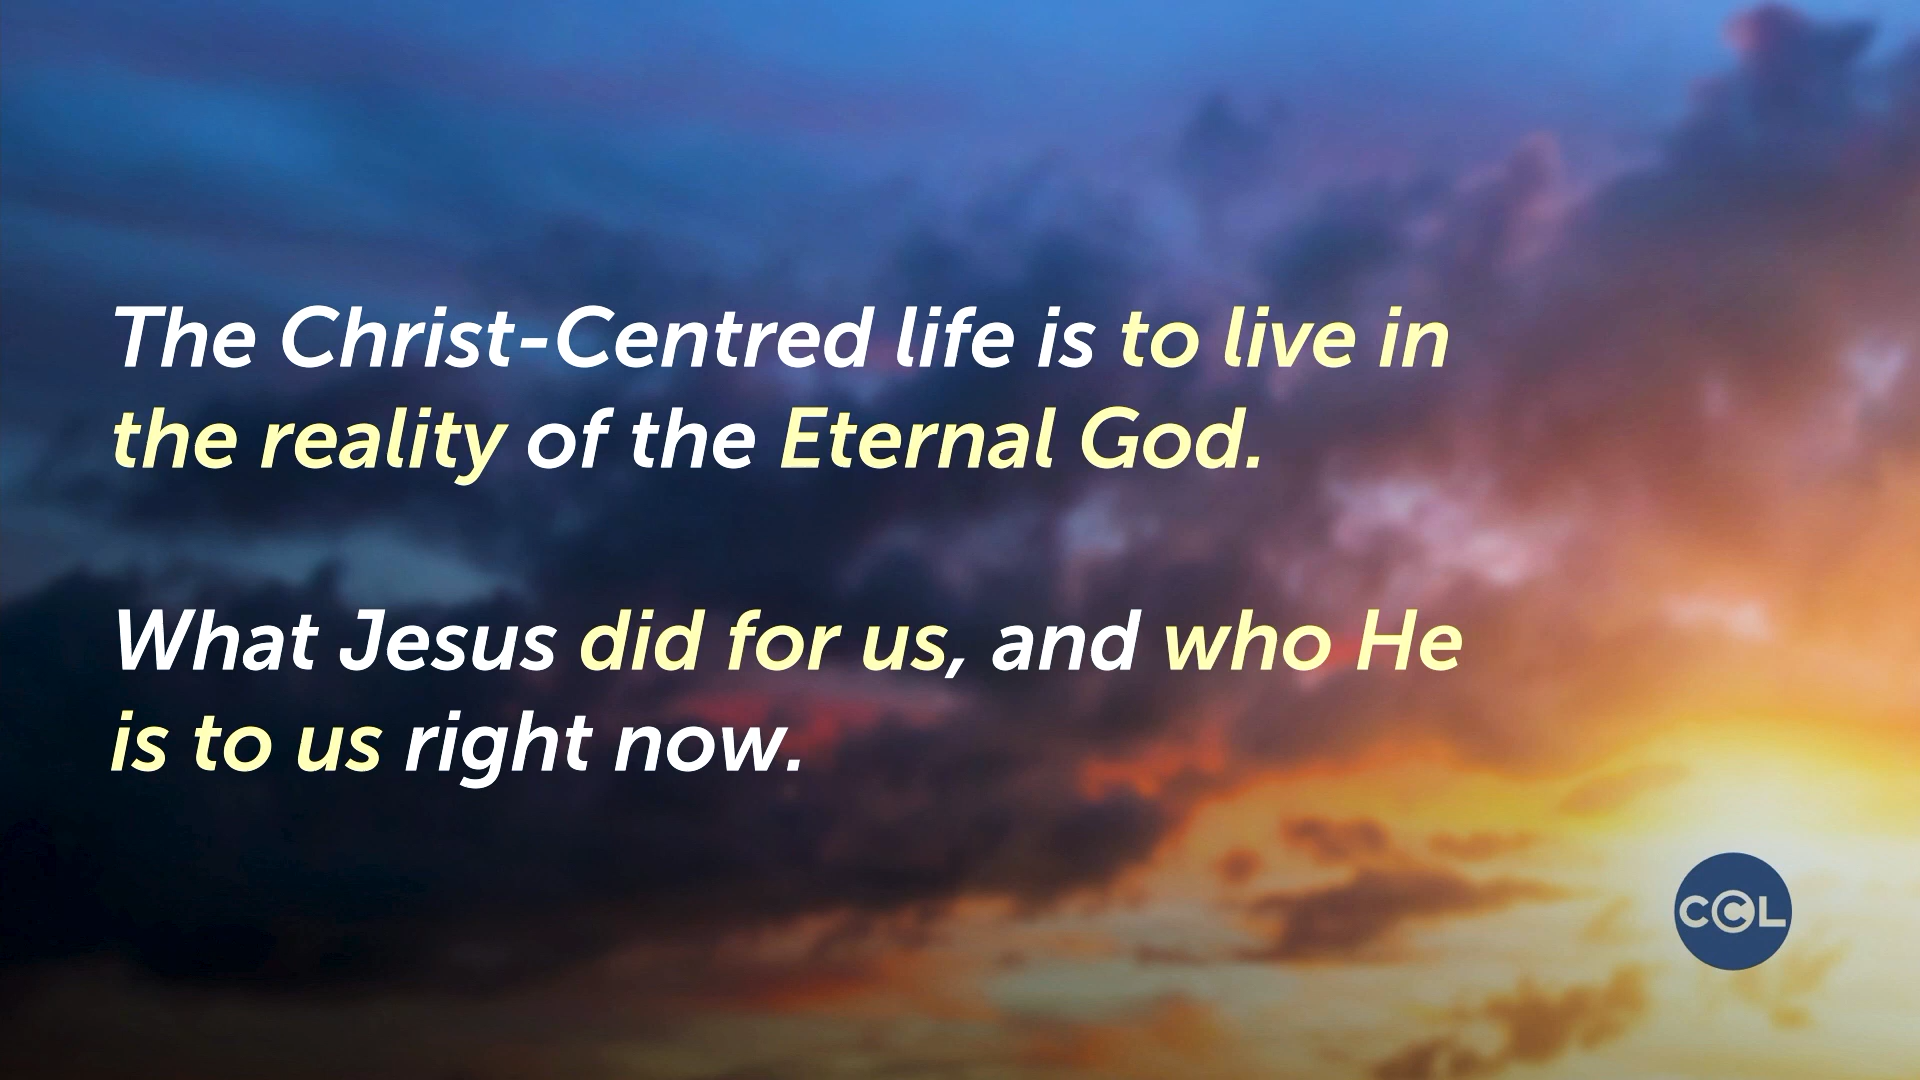 The Christ-Centred life is to live in
the reality of the Eternal God.
What Jesus did for us, and who He
is to us right now.
CCL